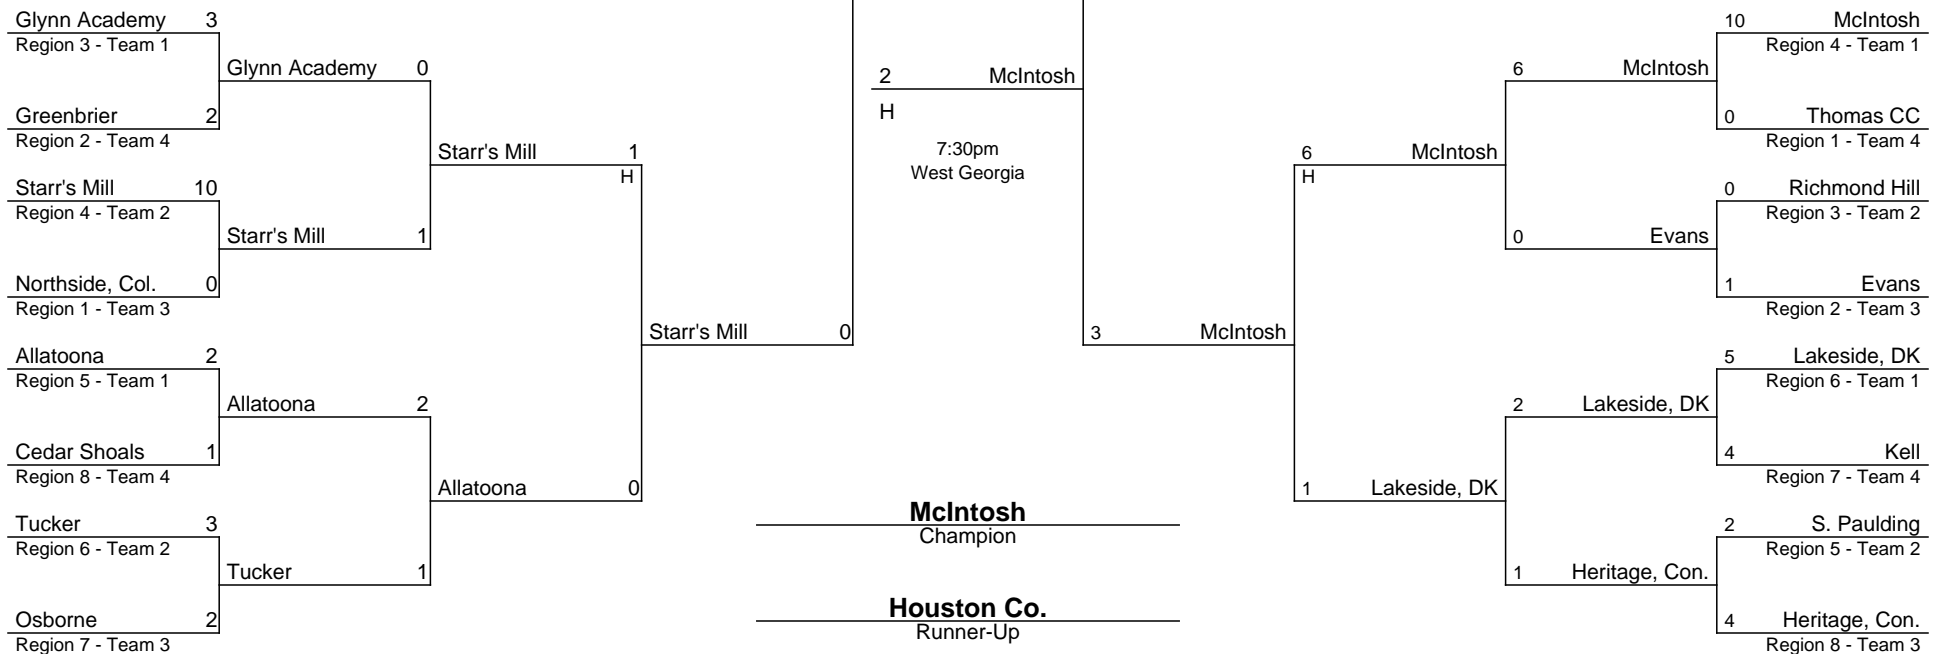 Glynn Academy 3
Region 3 - Team 1
Glynn Academy 0
Greenbrier 2
Region 2 - Team 4
Starr's Mill 1
H
Starr's Mill 10
Region 4 - Team 2
Starr's Mill 1
Northside, Col. 0
Region 1 - Team 3
Starr's Mill 0
Allatoona 2
Region 5 - Team 1
Allatoona 2
Cedar Shoals 1
Region 8 - Team 4
Allatoona 0
Tucker 3
Region 6 - Team 2
Tucker 1
Osborne 2
Region 7 - Team 3
2 McIntosh
H
7:30pm
West Georgia
McIntosh
Champion
Houston Co.
Runner-Up
10 McIntosh
Region 4 - Team 1
6 McIntosh
0 Thomas CC
Region 1 - Team 4
6 McIntosh
H
0 Richmond Hill
Region 3 - Team 2
0 Evans
1 Evans
Region 2 - Team 3
3 McIntosh
5 Lakeside, DK
Region 6 - Team 1
2 Lakeside, DK
4 Kell
Region 7 - Team 4
1 Lakeside, DK
2 S. Paulding
Region 5 - Team 2
1 Heritage, Con.
4 Heritage, Con.
Region 8 - Team 3